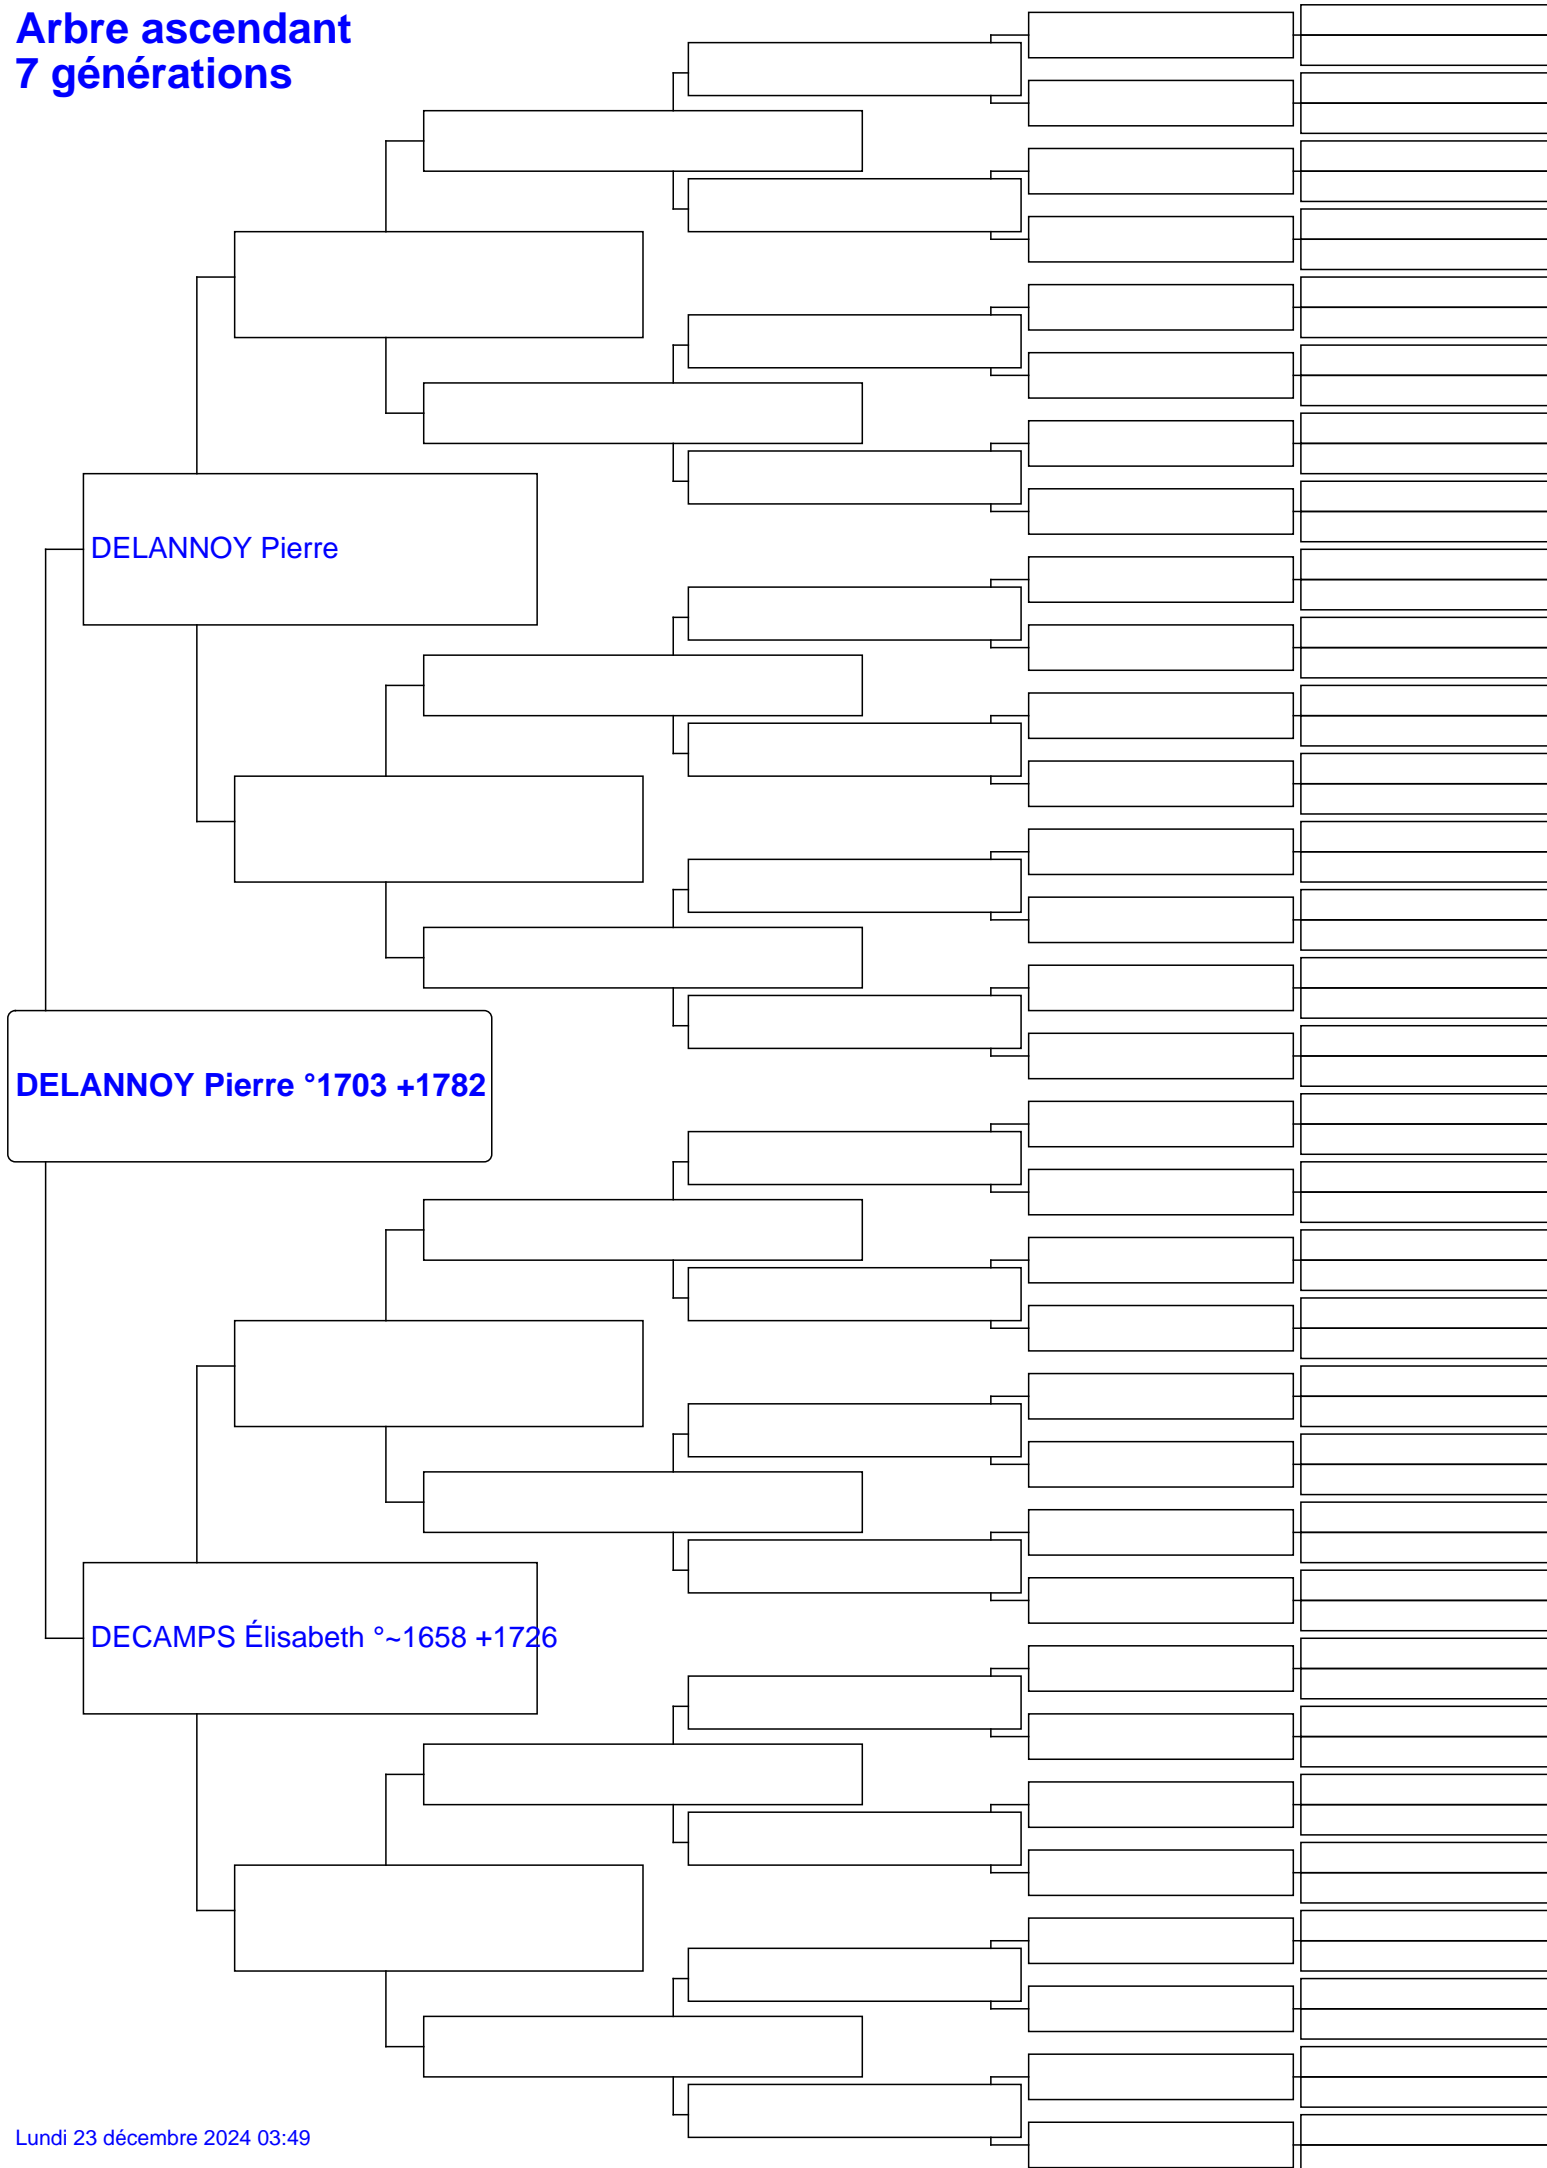 Arbre ascendant
7 générations
DELANNOY Pierre
DELANNOY Pierre °1703 +1782
DECAMPS Élisabeth °~1658 +1726
Lundi 23 décembre 2024 03:49